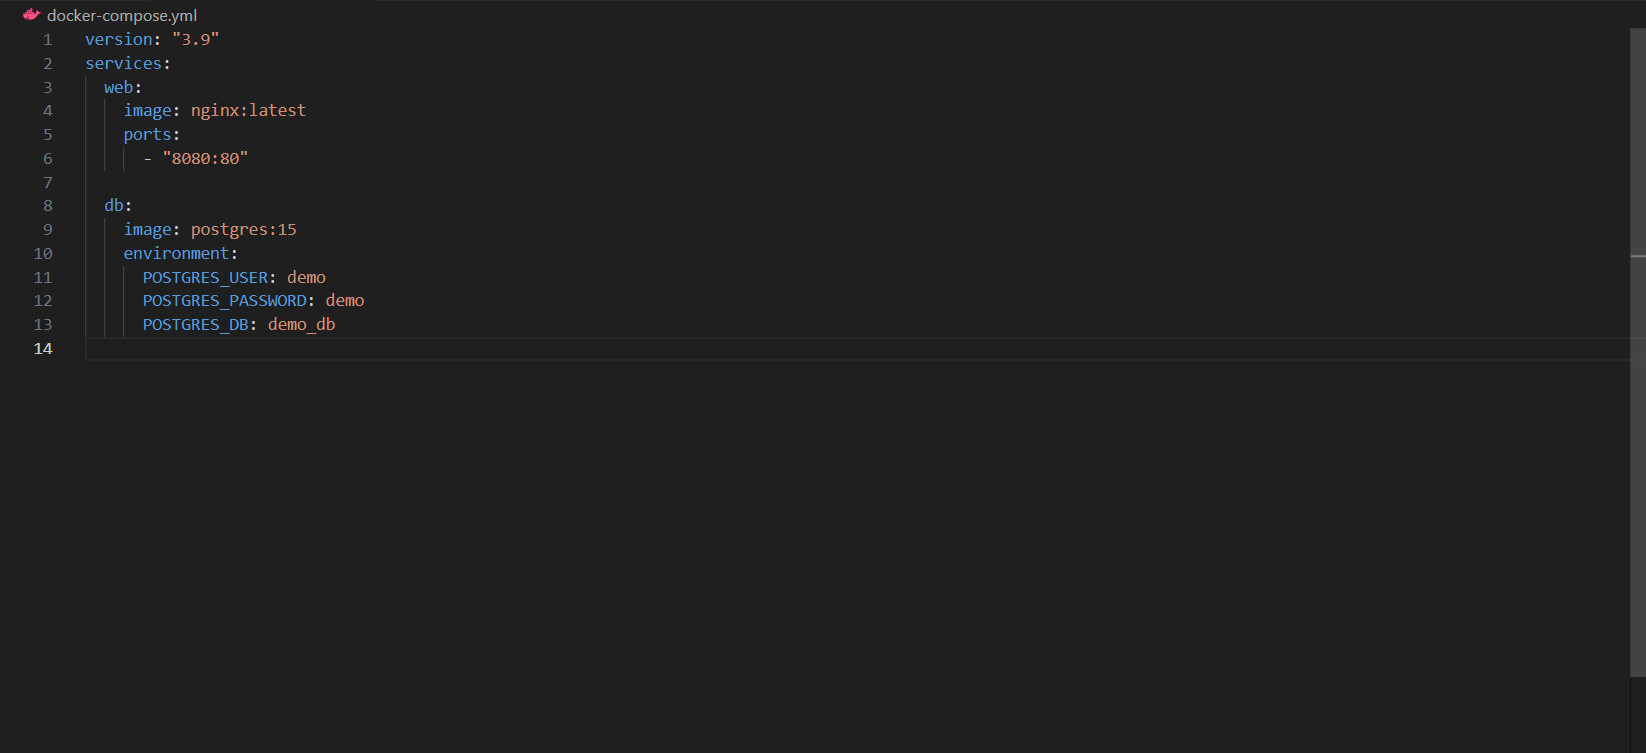 docker-compose.yml
1 version: "3.9"
2 services:
3   web:
4     image: nginx:latest
5     ports:
6       - "8080:80"
7
8   db:
9     image: postgres:15
10     environment:
11       POSTGRES_USER: demo
12       POSTGRES_PASSWORD: demo
13       POSTGRES_DB: demo_db
14